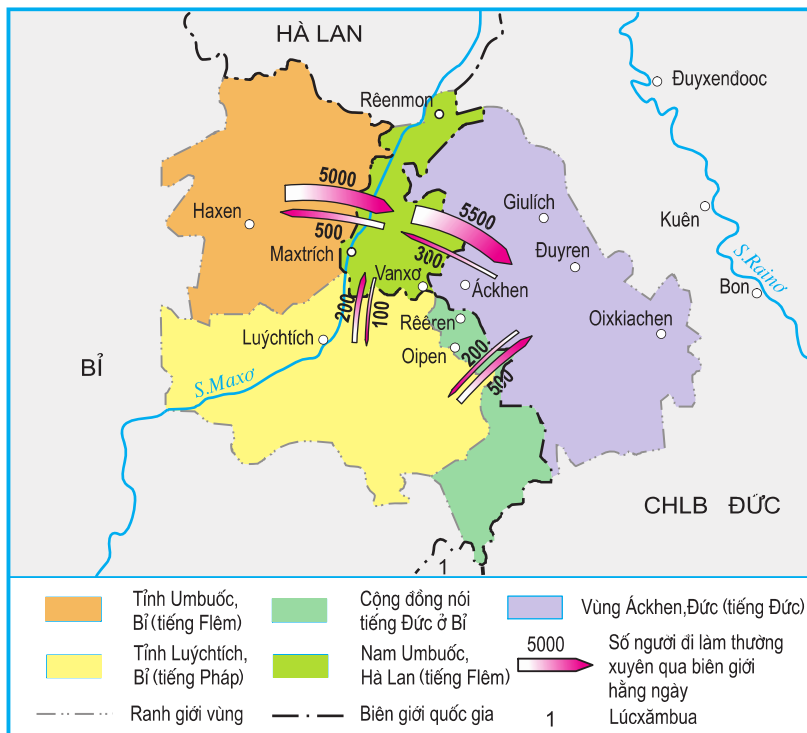 HÀ LAN
Rêenmon
Đuyxenđooc
5000
Haxen
500
Maxtrích
5500
300
Giulích
Kuên
Đuyren
S.Rainơ
Vanxơ
Áckhen
Bon
200
100
Rêêren
Oixkiachen
Luýchtích
Oipen
200
500
BỈ
S.Maxơ
CHLB ĐỨC
1
Tỉnh Umbuốc,
Bỉ (tiếng Flêm)
Cộng đồng nói
tiếng Đức ở Bỉ
Vùng Áckhen,Đức (tiếng Đức)
Tỉnh Luýchtích,
Bỉ (tiếng Pháp)
Nam Umbuốc,
Hà Lan (tiếng Flêm)
5000
Số người đi làm thường
xuyên qua biên giới
hằng ngày
Ranh giới vùng
Biên giới quốc gia
1 Lúcxămbua